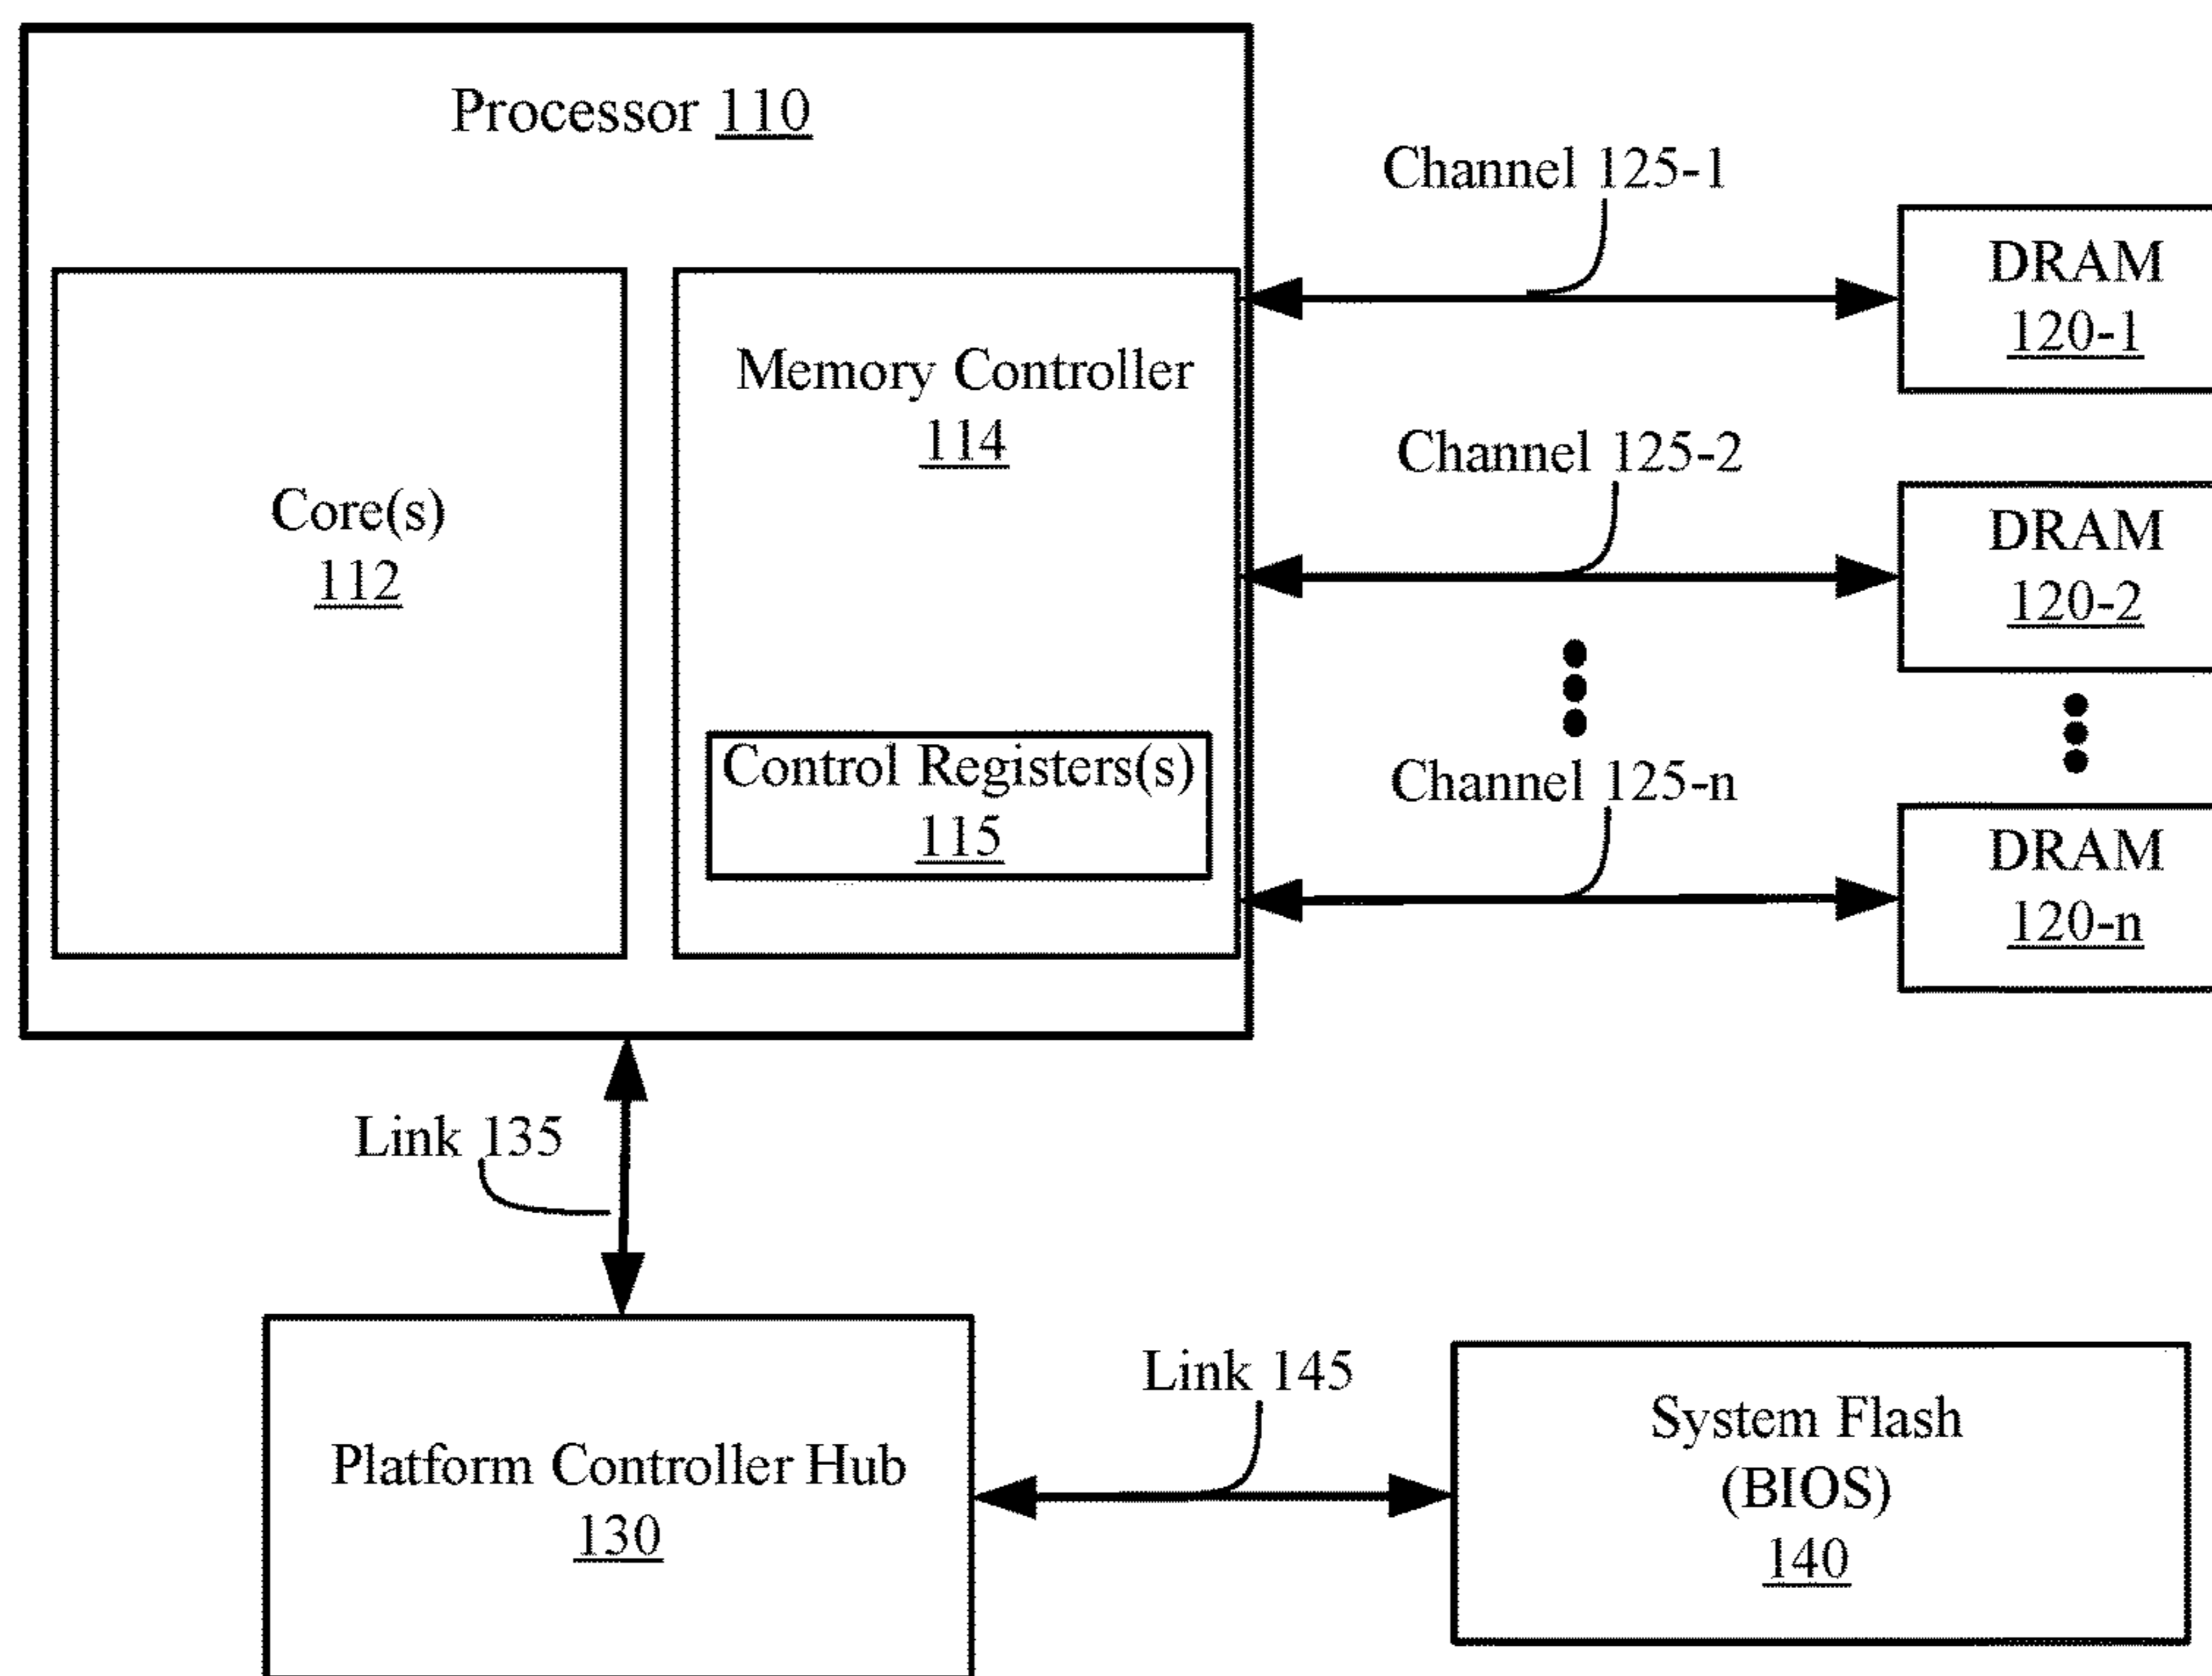 Processor 110
Core(s)
112
Memory Controller
114
Control Registers(s)
115
Channel 125-1
DRAM
120-1
Channel 125-2
DRAM
120-2
Channel 125-n
DRAM
120-n
Link 135
Platform Controller Hub
130
Link 145
System Flash
(BIOS)
140